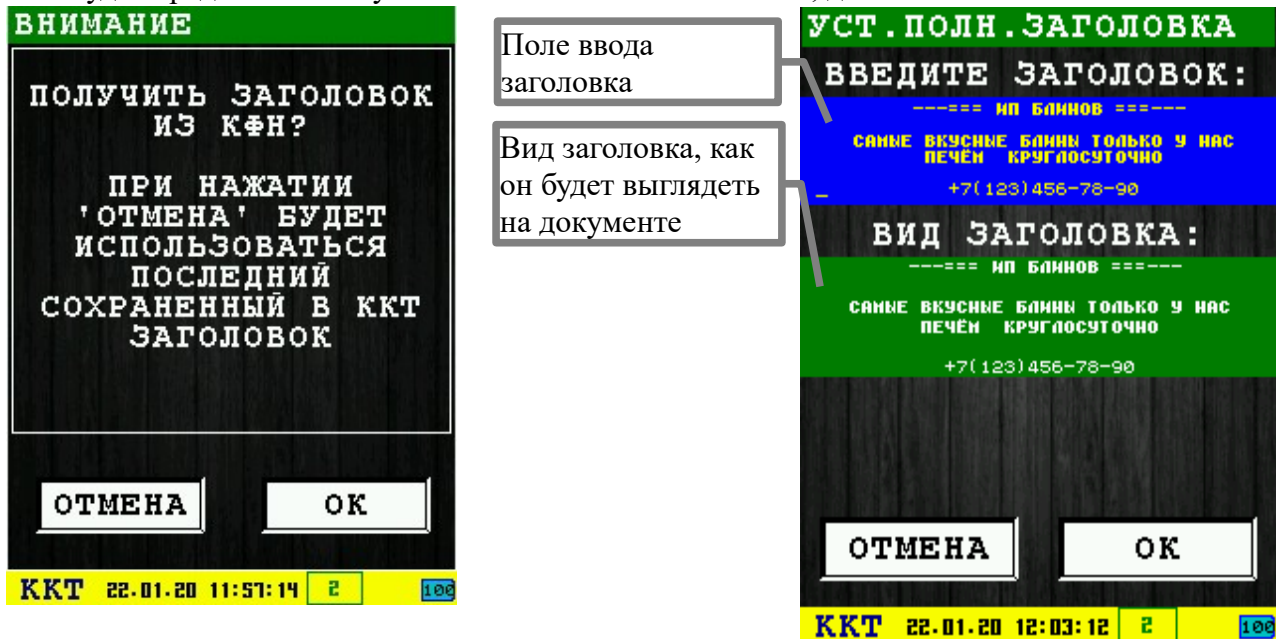 ВНИМАНИЕ
ПОЛУЧИТЬ ЗАГОЛОВОК
ИЗ КФН?
ПРИ НАЖАТИИ
'ОТМЕНА' БУДЕТ
ИСПОЛЬЗОВАТЬСЯ
ПОСЛЕДНИЙ
СОХРАНЕННЫЙ В ККТ
ЗАГОЛОВОК
ОТМЕНА
ОК
ККТ 22.01.20 11:57:14 2 100
Поле ввода
заголовка
Вид заголовка, как
он будет выглядеть
на документе
УСТ.ПОЛН.ЗАГОЛОВКА
ВВЕДИТЕ ЗАГОЛОВОК:
---=== ИП БЛИНОВ ===---
САМЫЕ ВКУСНЫЕ БЛИНЫ ТОЛЬКО У НАС
ПЕЧЁМ КРУГЛОСУТОЧНО
_ +7(123)456-78-90
ВИД ЗАГОЛОВКА:
---=== ИП БЛИНОВ ===---
САМЫЕ ВКУСНЫЕ БЛИНЫ ТОЛЬКО У НАС
ПЕЧЁМ КРУГЛОСУТОЧНО
+7(123)456-78-90
ОТМЕНА
ОК
ККТ 22.01.20 12:03:12 2 100